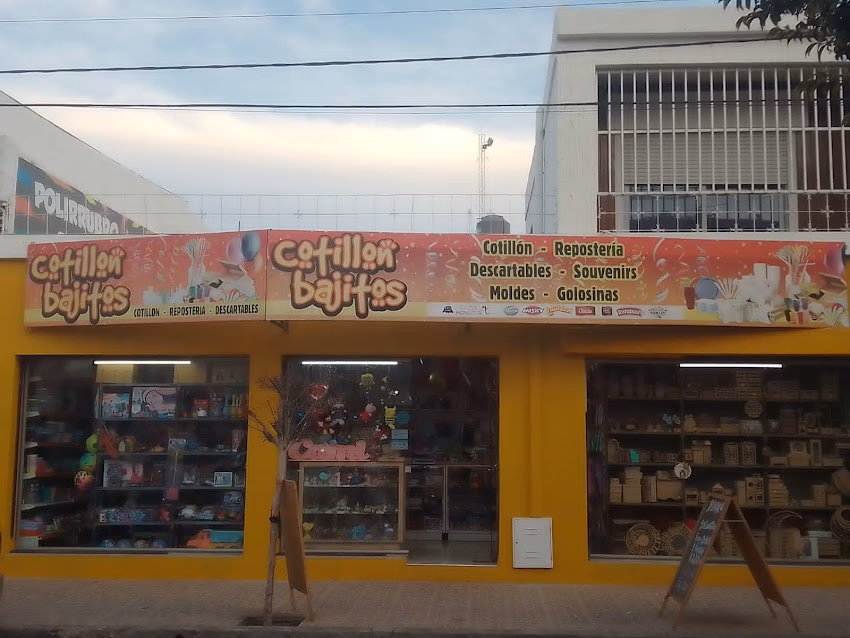 POLIRRUBRO
cotillón
bajitos
COTILLON - REPOSTERIA - DESCARTABLES
cotillón
bajitos
Cotillón - Repostería
Descartables - Souvenirs
Moldes - Golosinas